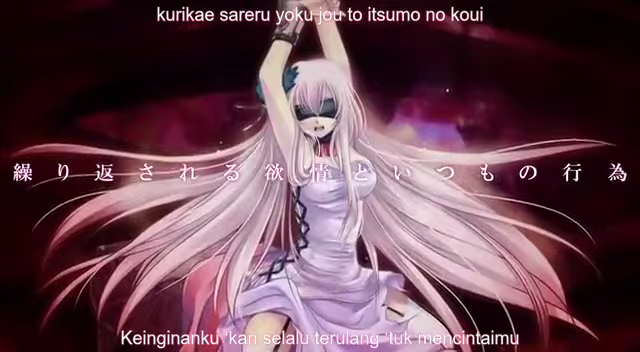 kurikae sareru yoku jou to itsumo no koui
繰り返される欲情といつもの行為
Keinginanku 'kan selalu terulang 'tuk mencintaimu